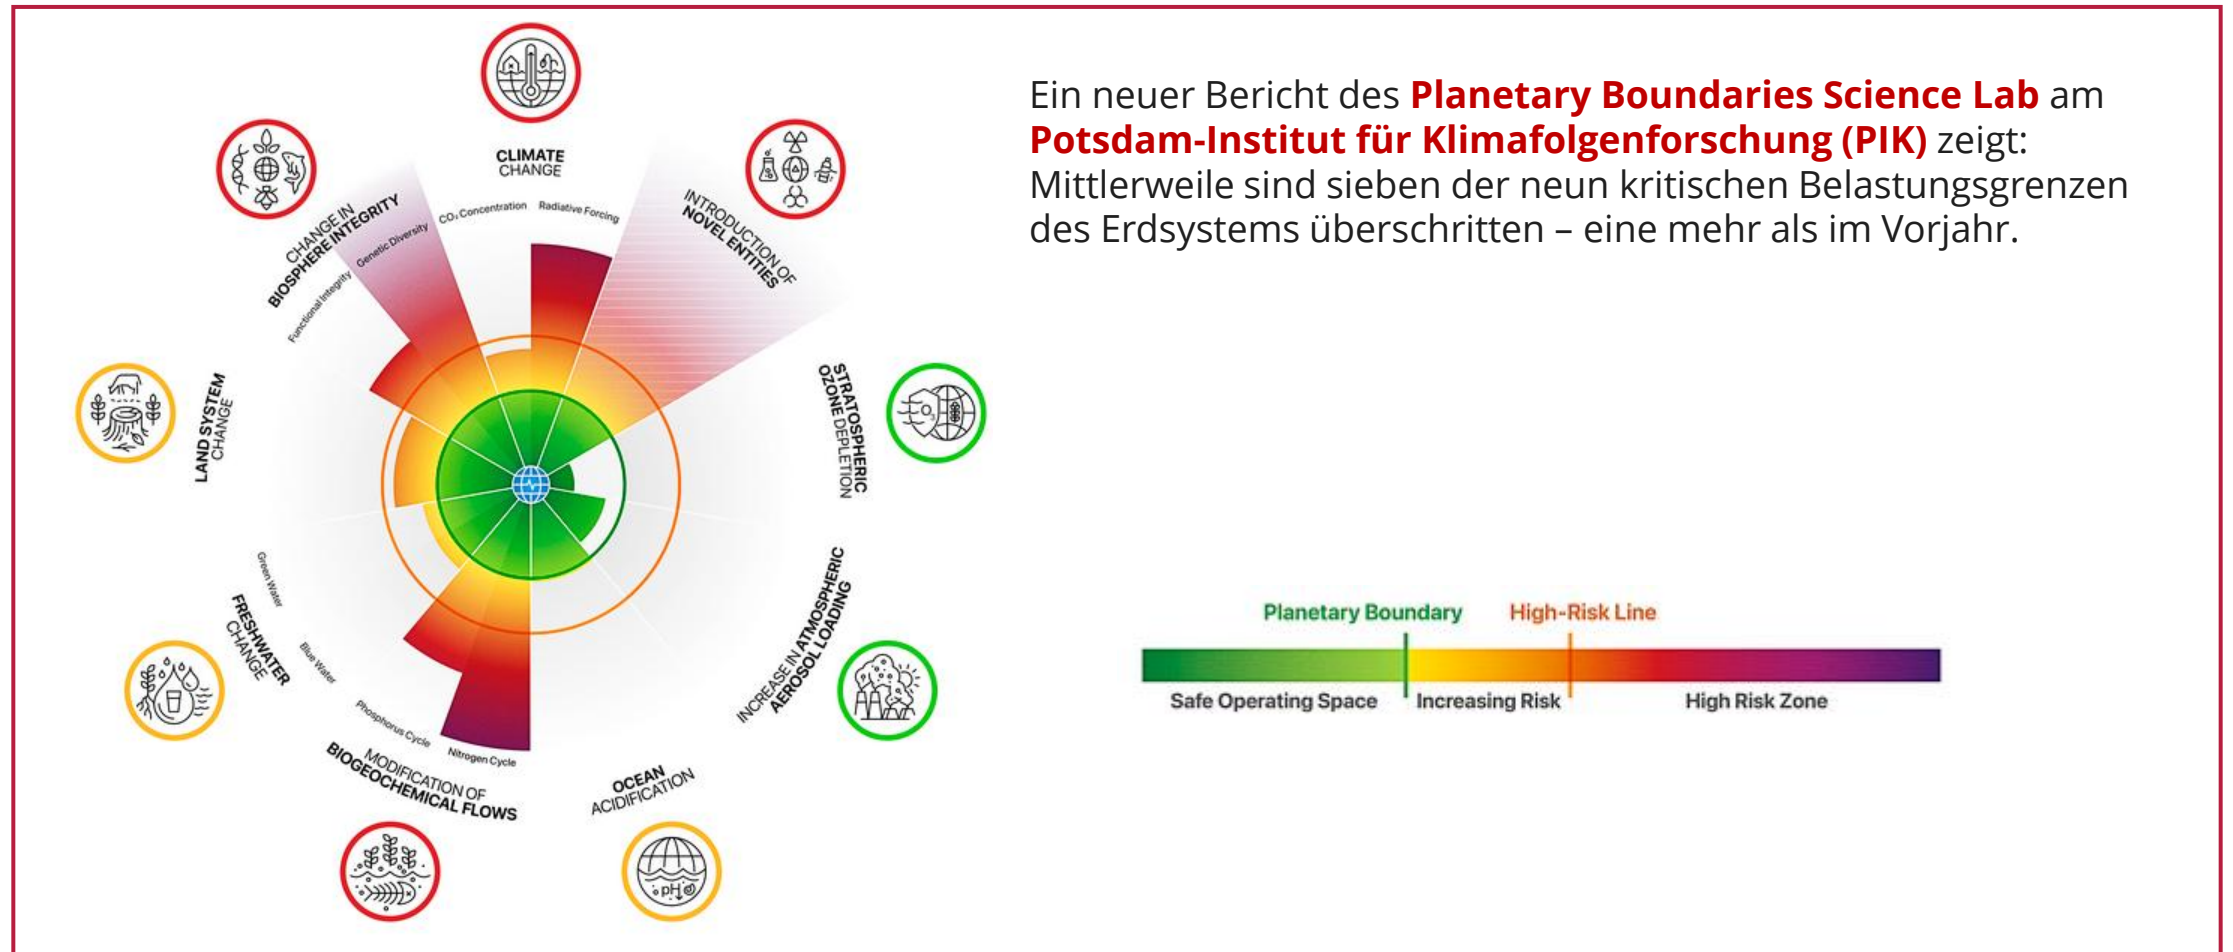 Ein neuer Bericht des Planetary Boundaries Science Lab am
Potsdam-Institut für Klimafolgenforschung (PIK) zeigt:
Mittlerweile sind sieben der neun kritischen Belastungsgrenzen
des Erdsystems überschritten – eine mehr als im Vorjahr.
CLIMATE
CHANGE
CO₂ Concentration
Radiative Forcing
INTRODUCTION OF
NOVEL ENTITIES
STRATOSPHERIC
OZONE DEPLETION
O₃
INCREASE IN ATMOSPHERIC
AEROSOL LOADING
OCEAN
ACIDIFICATION
pH
MODIFICATION OF
BIOGEOCHEMICAL FLOWS
Phosphorus Cycle
Nitrogen Cycle
FRESHWATER
CHANGE
Green Water
Blue Water
LAND SYSTEM
CHANGE
CHANGE IN
BIOSPHERE INTEGRITY
Functional Integrity
Genetic Diversity
Planetary Boundary
High-Risk Line
Safe Operating Space
Increasing Risk
High Risk Zone